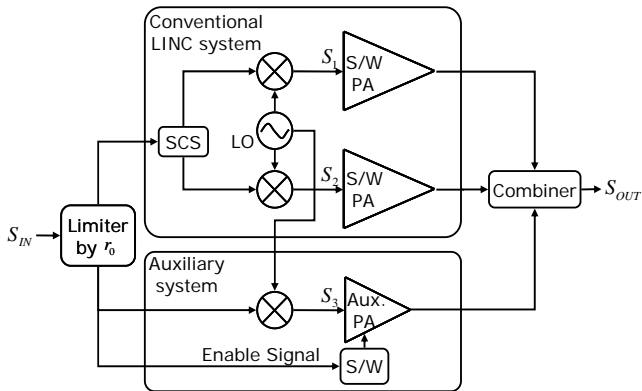 Conventional
LINC system
S1
S/W
PA
SCS
LO
S2
S/W
PA
Combiner
SOUT
SIN
Limiter
by r0
Auxiliary
system
S3
Aux.
PA
Enable Signal
S/W